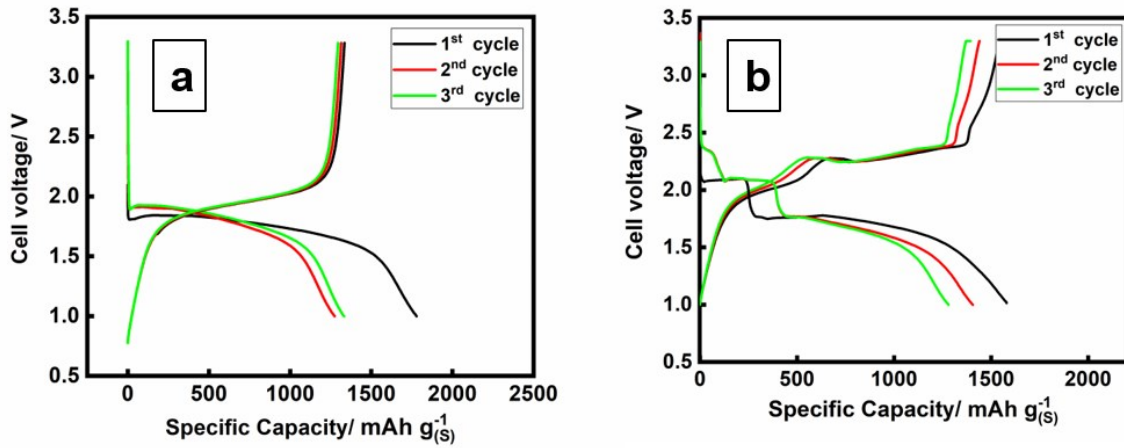 a
1st cycle
2nd cycle
3rd cycle
Cell voltage/ V
3.5
3.0
2.5
2.0
1.5
1.0
0.5
0 500 1000 1500 2000 2500
Specific Capacity/ mAh g-1(S)
b
1st cycle
2nd cycle
3rd cycle
Cell voltage/ V
3.5
3.0
2.5
2.0
1.5
1.0
0.5
0 500 1000 1500 2000
Specific Capacity/ mAh g-1(S)